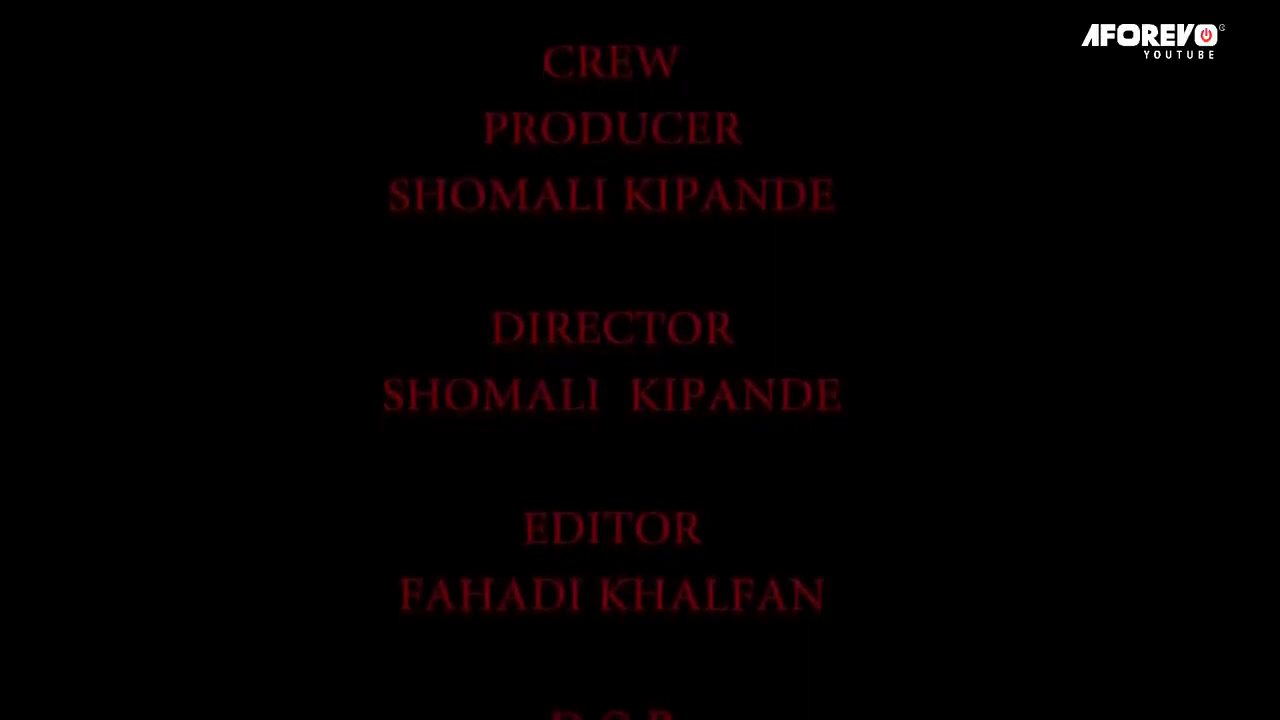 AFOREVO
YOUTUBE
CREW
PRODUCER
SHOMALI KIPANDE
DIRECTOR
SHOMALI KIPANDE
EDITOR
FAHADI KHALFAN